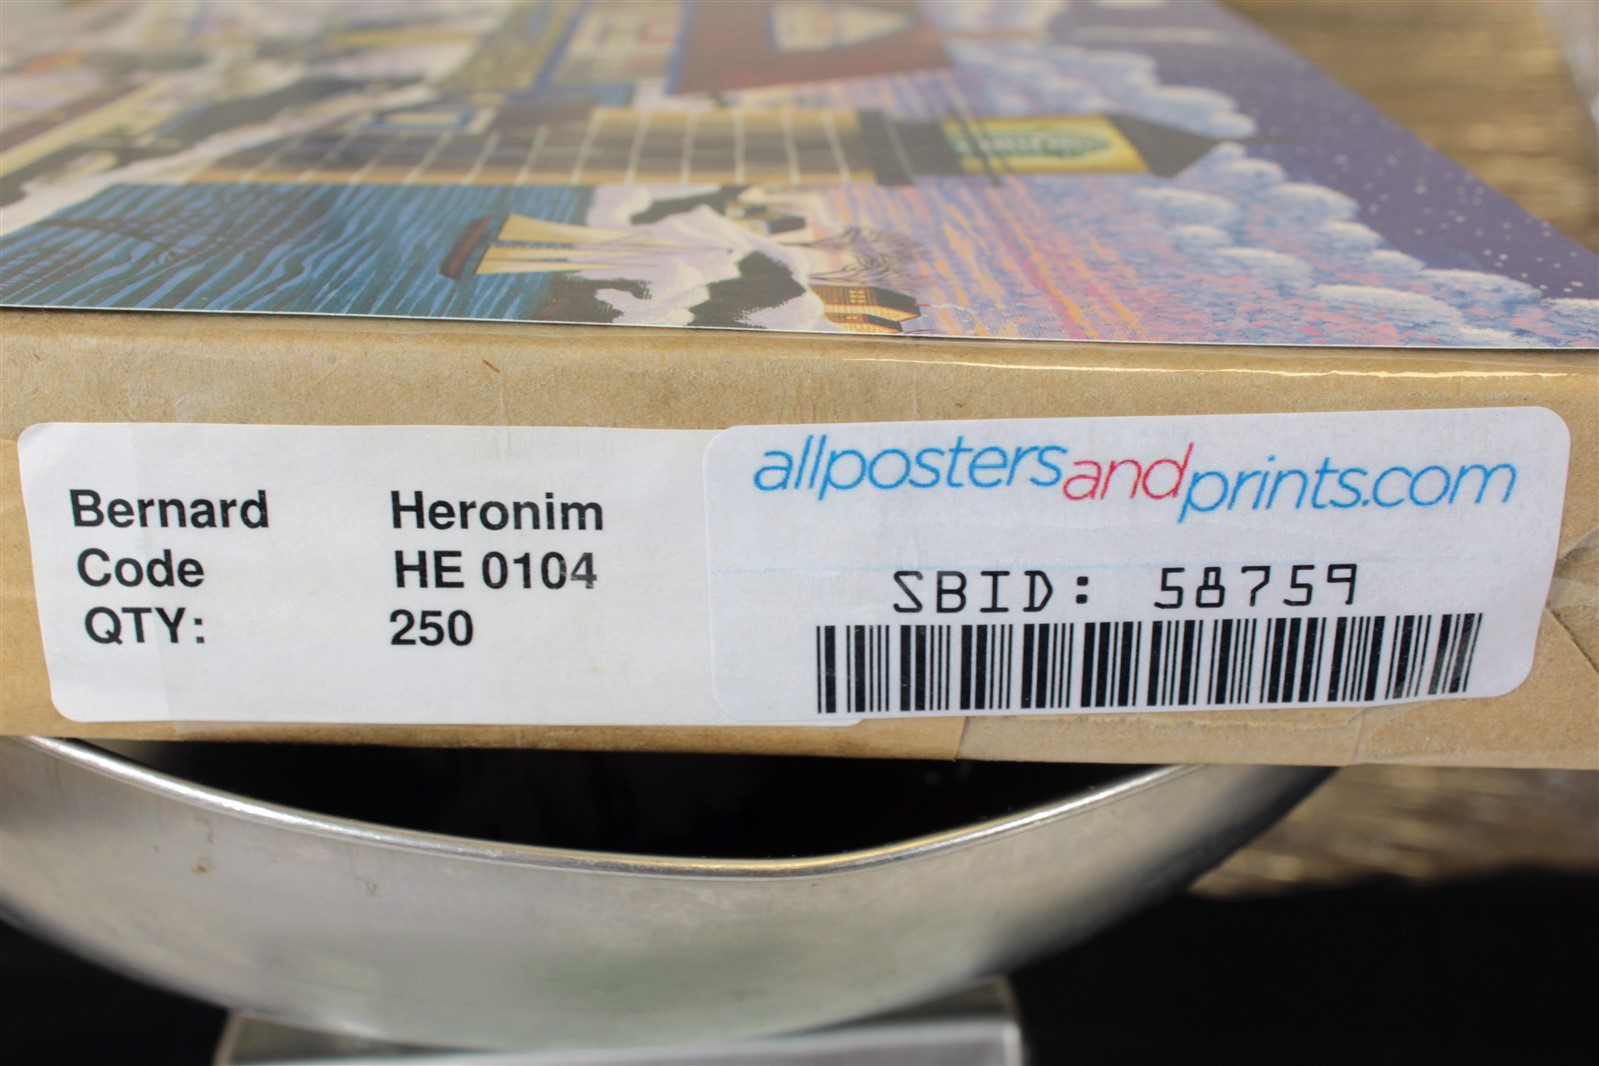 Bernard Heronim
Code HE 0104
QTY: 250
allpostersandprints.com
SBID: 58759